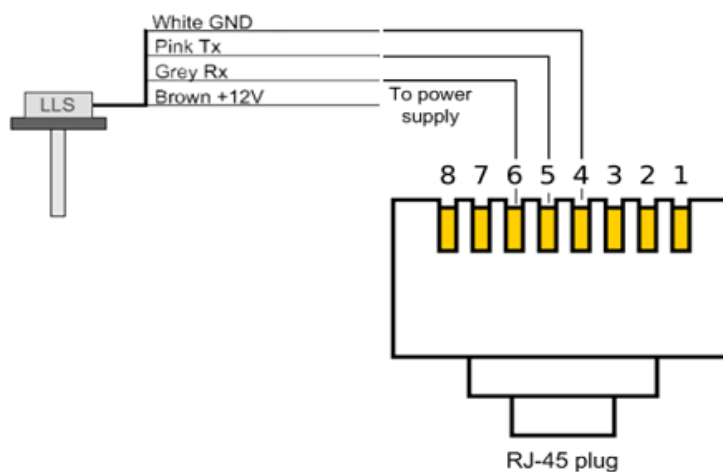 White GND
Pink Tx
Grey Rx
Brown +12V
LLS
To power
supply
8 7 6 5 4 3 2 1
RJ-45 plug